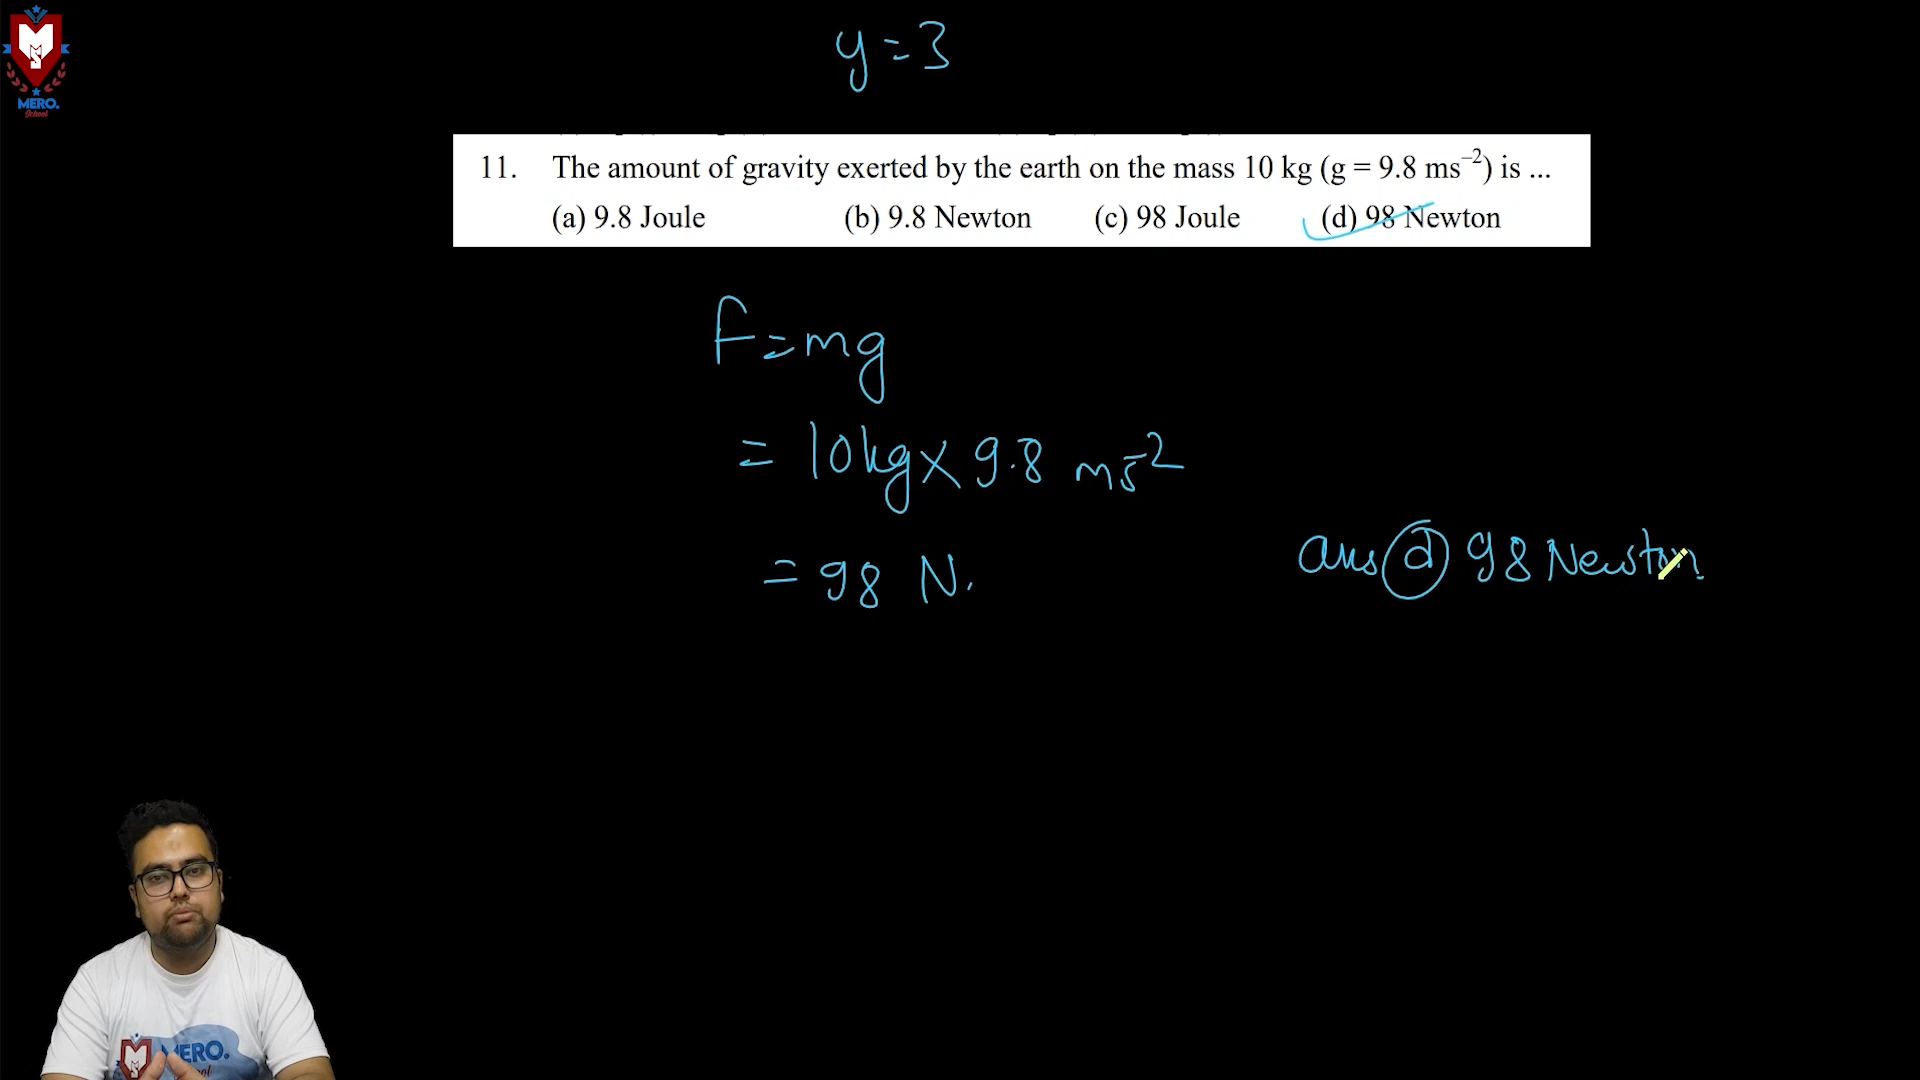 MERO.
School
y = 3
11. The amount of gravity exerted by the earth on the mass 10 kg (g = 9.8 ms⁻²) is ...
(a) 9.8 Joule (b) 9.8 Newton (c) 98 Joule (d) 98 Newton
F = mg
= 10kg × 9.8 ms⁻²
= 98 N.
ans (d) 98 Newton
MERO.